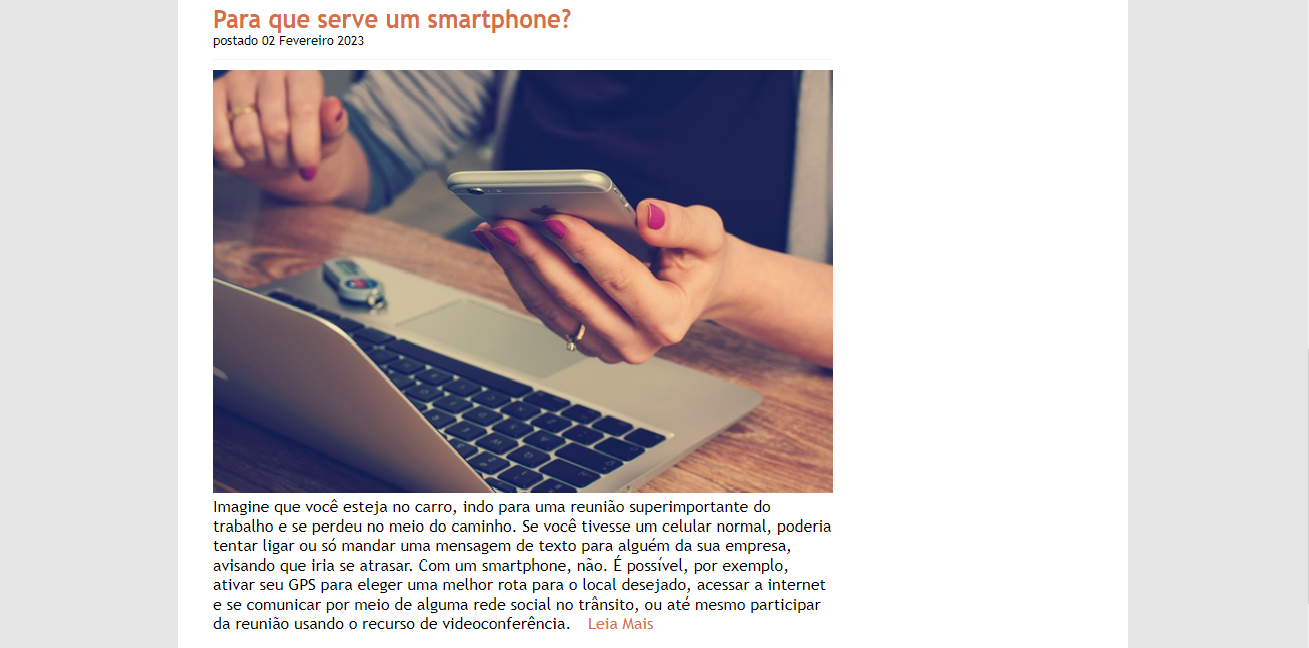 Para que serve um smartphone?
postado 02 Fevereiro 2023
Imagine que você esteja no carro, indo para uma reunião superimportante do
trabalho e se perdeu no meio do caminho. Se você tivesse um celular normal, poderia
tentar ligar ou só mandar uma mensagem de texto para alguém da sua empresa,
avisando que iria se atrasar. Com um smartphone, não. É possível, por exemplo,
ativar seu GPS para eleger uma melhor rota para o local desejado, acessar a internet
e se comunicar por meio de alguma rede social no trânsito, ou até mesmo participar
da reunião usando o recurso de videoconferência. Leia Mais